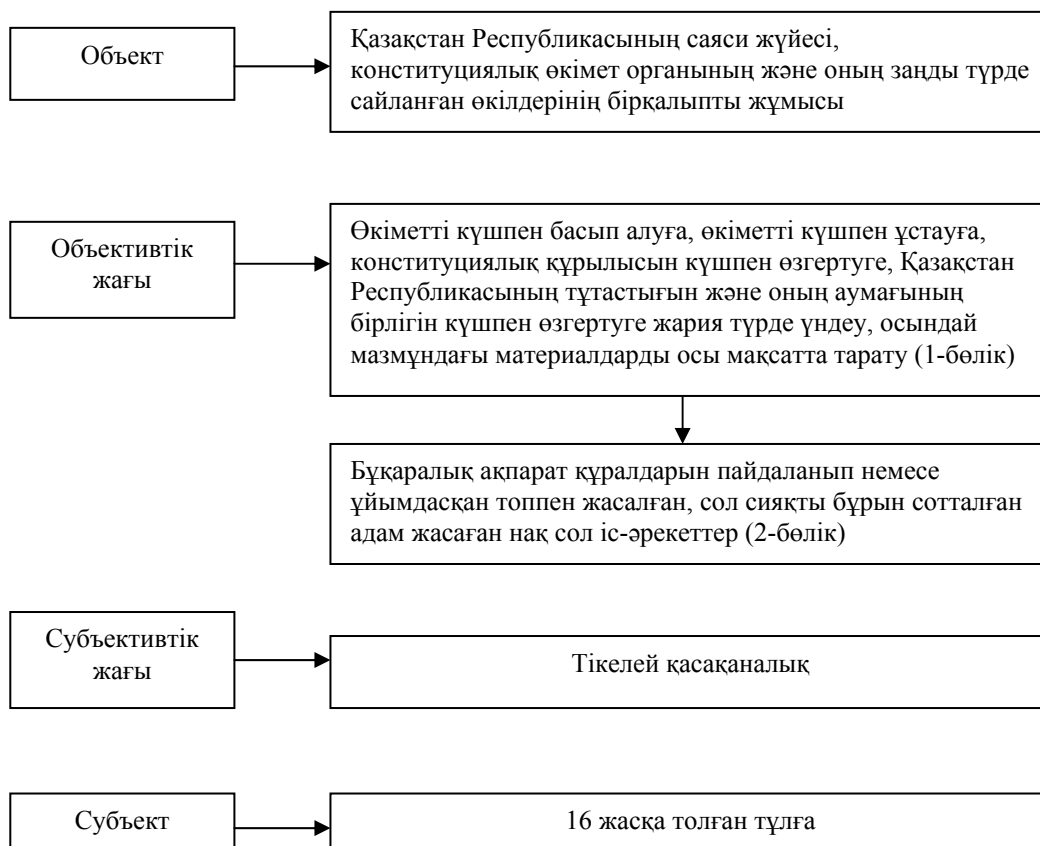 Объект
Қазақстан Республикасының саяси жүйесі,
конституциялық өкімет органының және оның заңды түрде
сайланған өкілдерінің бірқалыпты жұмысы
Объективтік
жағы
Өкіметті күшпен басып алуға, өкіметті күшпен ұстауға,
конституциялық құрылысын күшпен өзгертуге, Қазақстан
Республикасының тұтастығын және оның аумағының
бірлігін күшпен өзгертуге жария түрде үндеу, осындай
мазмұндағы материалдарды осы мақсатта тарату (1-бөлік)
Бұқаралық ақпарат құралдарын пайдаланып немесе
ұйымдасқан топпен жасалған, сол сияқты бұрын сотталған
адам жасаған нақ сол іс-әрекеттер (2-бөлік)
Субъективтік
жағы
Тікелей қасақаналық
Субъект
16 жасқа толған тұлға